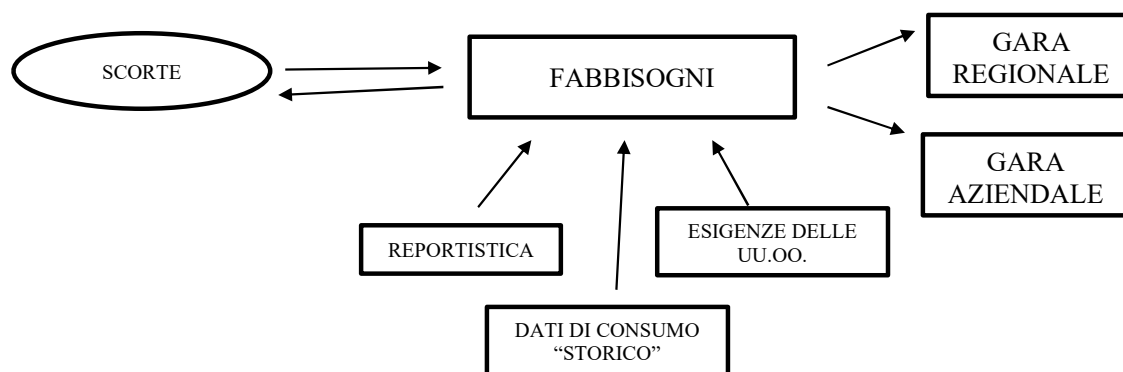 SCORTE
FABBISOGNI
GARA
REGIONALE
GARA
AZIENDALE
REPORTISTICA
ESIGENZE DELLE
UU.OO.
DATI DI CONSUMO
“STORICO”